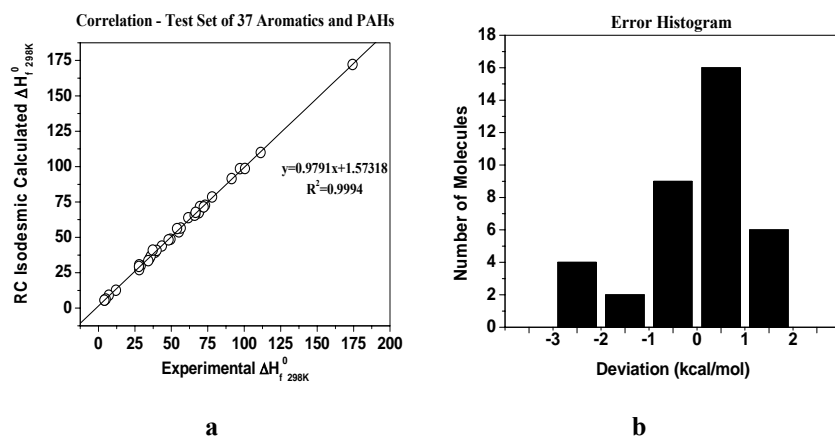 Correlation - Test Set of 37 Aromatics and PAHs
RC Isodesmic Calculated ΔH⁰f 298K
175
150
125
100
75
50
25
0
y=0.9791x+1.57318
R²=0.9994
0 25 50 75 100 125 150 175 200
Experimental ΔH⁰f 298K
a
Error Histogram
Number of Molecules
18
16
14
12
10
8
6
4
2
0
-3 -2 -1 0 1 2
Deviation (kcal/mol)
b